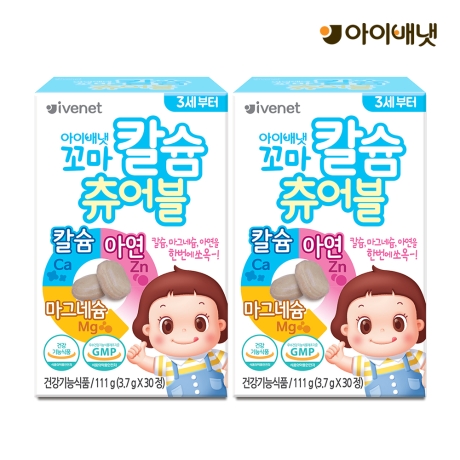 아이배냇
ivenet
3세부터
아이배냇
꼬마 칼슘
츄어블
칼슘
Ca
아연
Zn
칼슘, 마그네슘, 아연을
한번에 쏘옥~!
마그네슘
Mg
건강
기능식품
GMP
건강기능식품 / 111 g (3.7 g X 30 정)
ivenet
3세부터
아이배냇
꼬마 칼슘
츄어블
칼슘
Ca
아연
Zn
칼슘, 마그네슘, 아연을
한번에 쏘옥~!
마그네슘
Mg
건강
기능식품
GMP
건강기능식품 / 111 g (3.7 g X 30 정)